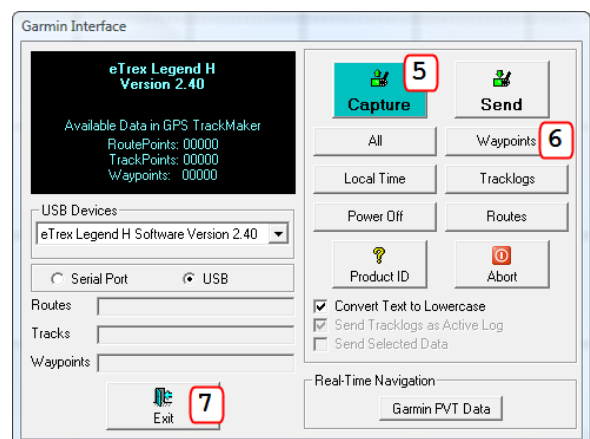 Garmin Interface
eTrex Legend H
Version 2.40
Available Data in GPS TrackMaker
RoutePoints: 00000
TrackPoints: 00000
Waypoints: 00000
USB Devices
eTrex Legend H Software Version 2.40
Serial Port
USB
Routes
Tracks
Waypoints
Exit
7
Capture
5
Send
All
Waypoints
6
Local Time
Tracklogs
Power Off
Routes
Product ID
Abort
Convert Text to Lowercase
Send Tracklogs as Active Log
Send Selected Data
Real-Time Navigation
Garmin PVT Data